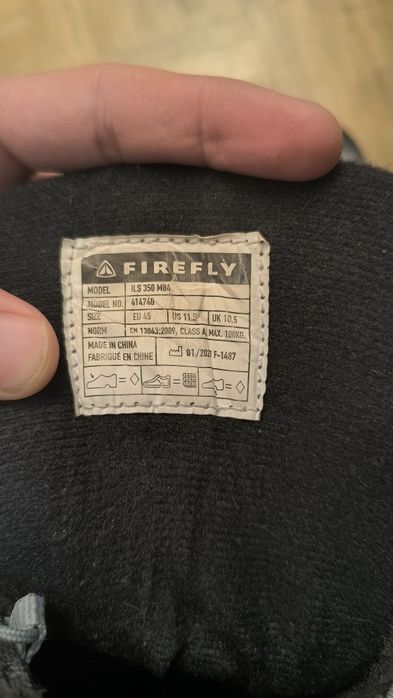 FIREFLY
MODEL ILS 350 M84
MODEL NO. 414748
SIZE EU 45 US 11.5 UK 10.5
NORM EN 13843:2009, CLASS A, MAX. 100KG.
MADE IN CHINA
FABRIQUÉ EN CHINE 01/2021 F-1487